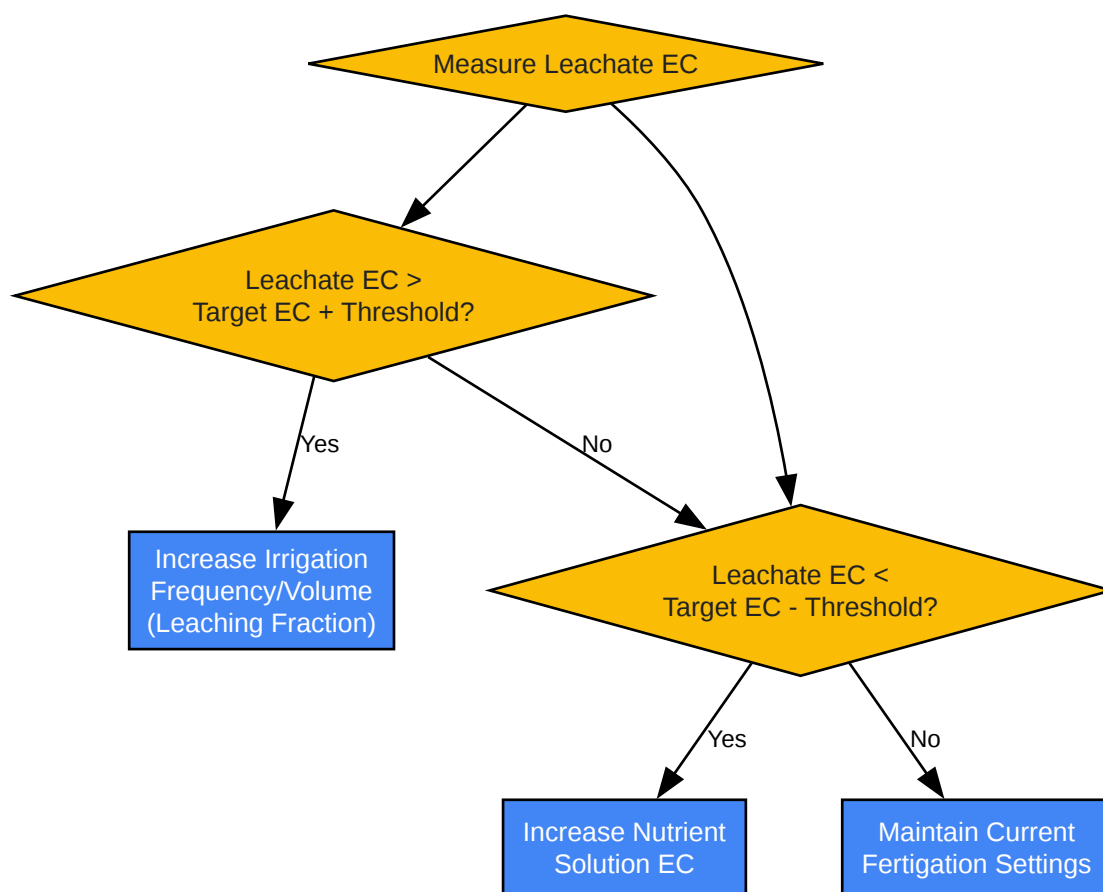 Measure Leachate EC
Leachate EC >
Target EC + Threshold?
Yes
No
Increase Irrigation
Frequency/Volume
(Leaching Fraction)
Leachate EC <
Target EC - Threshold?
Yes
No
Increase Nutrient
Solution EC
Maintain Current
Fertigation Settings